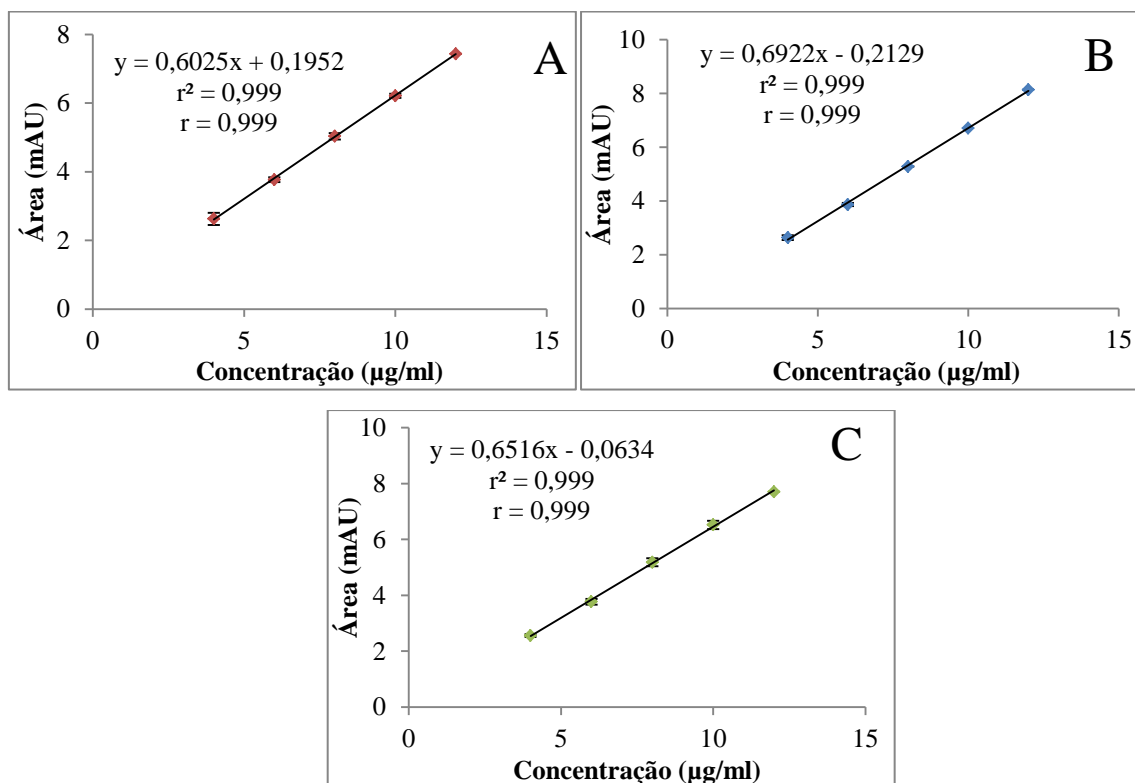 A
y = 0,6025x + 0,1952
r² = 0,999
r = 0,999
Área (mAU)
8
6
4
2
0
0 5 10 15
Concentração (µg/ml)
B
y = 0,6922x - 0,2129
r² = 0,999
r = 0,999
Área (mAU)
10
8
6
4
2
0
0 5 10 15
Concentração (µg/ml)
C
y = 0,6516x - 0,0634
r² = 0,999
r = 0,999
Área (mAU)
10
8
6
4
2
0
0 5 10 15
Concentração (µg/ml)